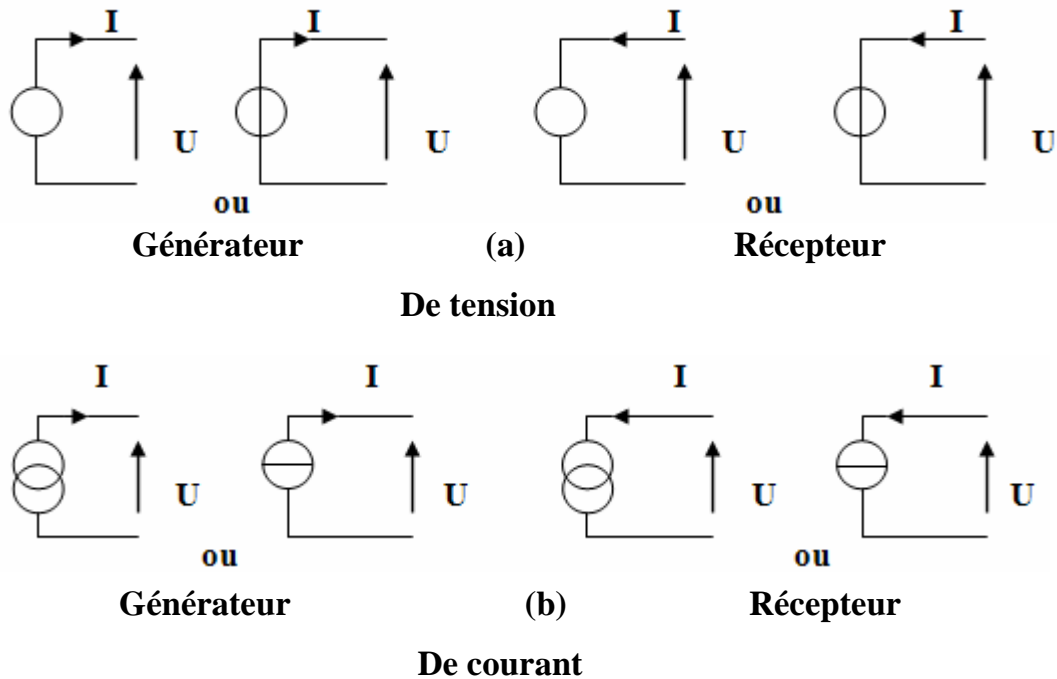 I I I I
U U U U
ou ou
Générateur (a) Récepteur
De tension
I I I I
U U U U
ou ou
Générateur (b) Récepteur
De courant